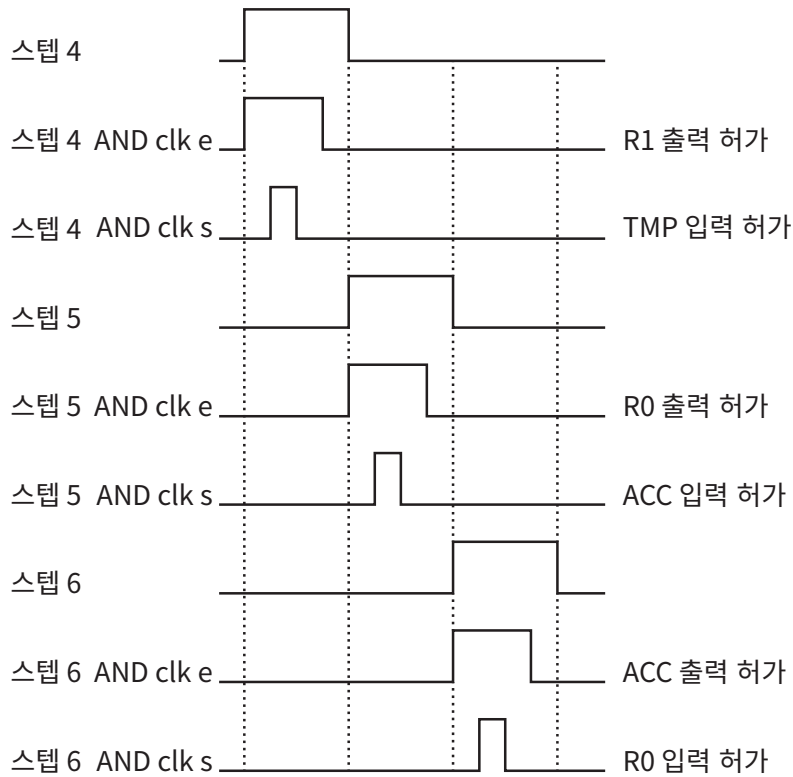 스텝 4
스텝 4 AND clk e R1 출력 허가
스텝 4 AND clk s TMP 입력 허가
스텝 5
스텝 5 AND clk e R0 출력 허가
스텝 5 AND clk s ACC 입력 허가
스텝 6
스텝 6 AND clk e ACC 출력 허가
스텝 6 AND clk s R0 입력 허가